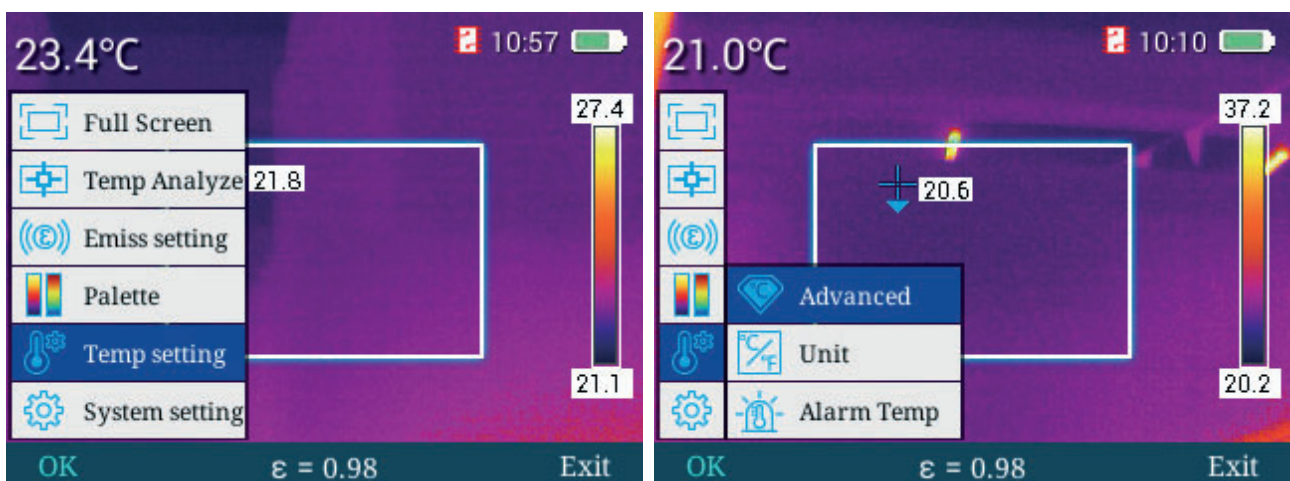 23.4°C
10:57
Full Screen
27.4
Temp Analyze 21.8
Emiss setting
Palette
Temp setting
21.1
System setting
OK ε = 0.98 Exit
21.0°C
10:10
37.2
20.6
Advanced
Unit
20.2
Alarm Temp
OK ε = 0.98 Exit